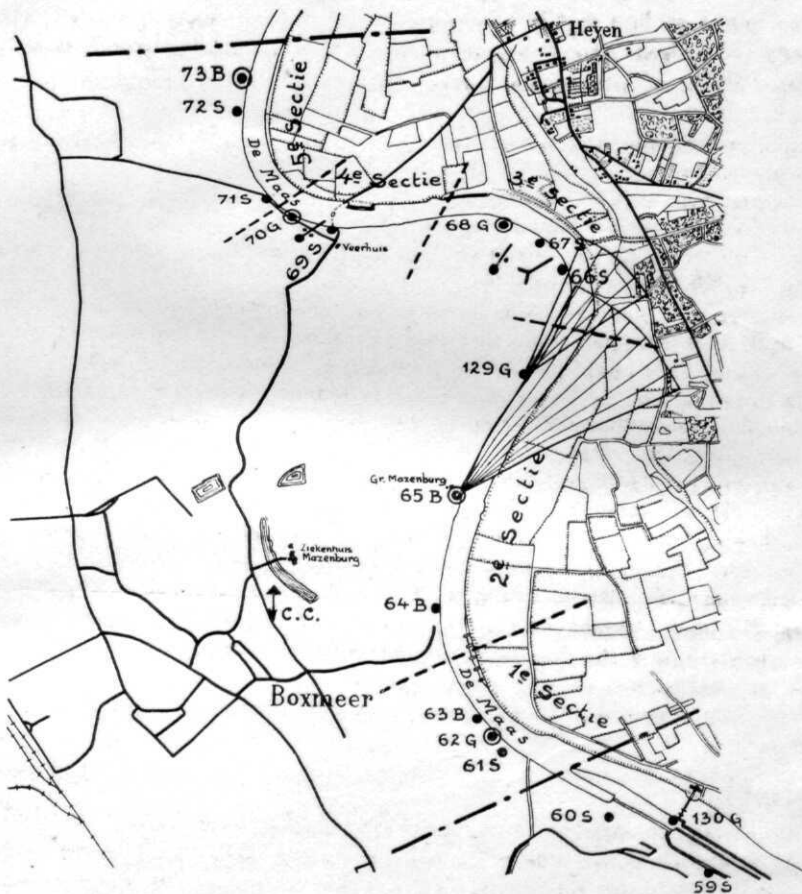 Heyen
73 B
72 S
De Maas
5e Sectie
4e Sectie
3e Sectie
71 S
70 G
69 S
Veerhuis
68 G
67 S
66 S
129 G
Gr. Mazenburg
65 B
2e Sectie
Ziekenhuis
Mazenburg
C.C.
64 B
Boxmeer
1e Sectie
De Maas
63 B
62 G
61 S
60 S
130 G
59 S